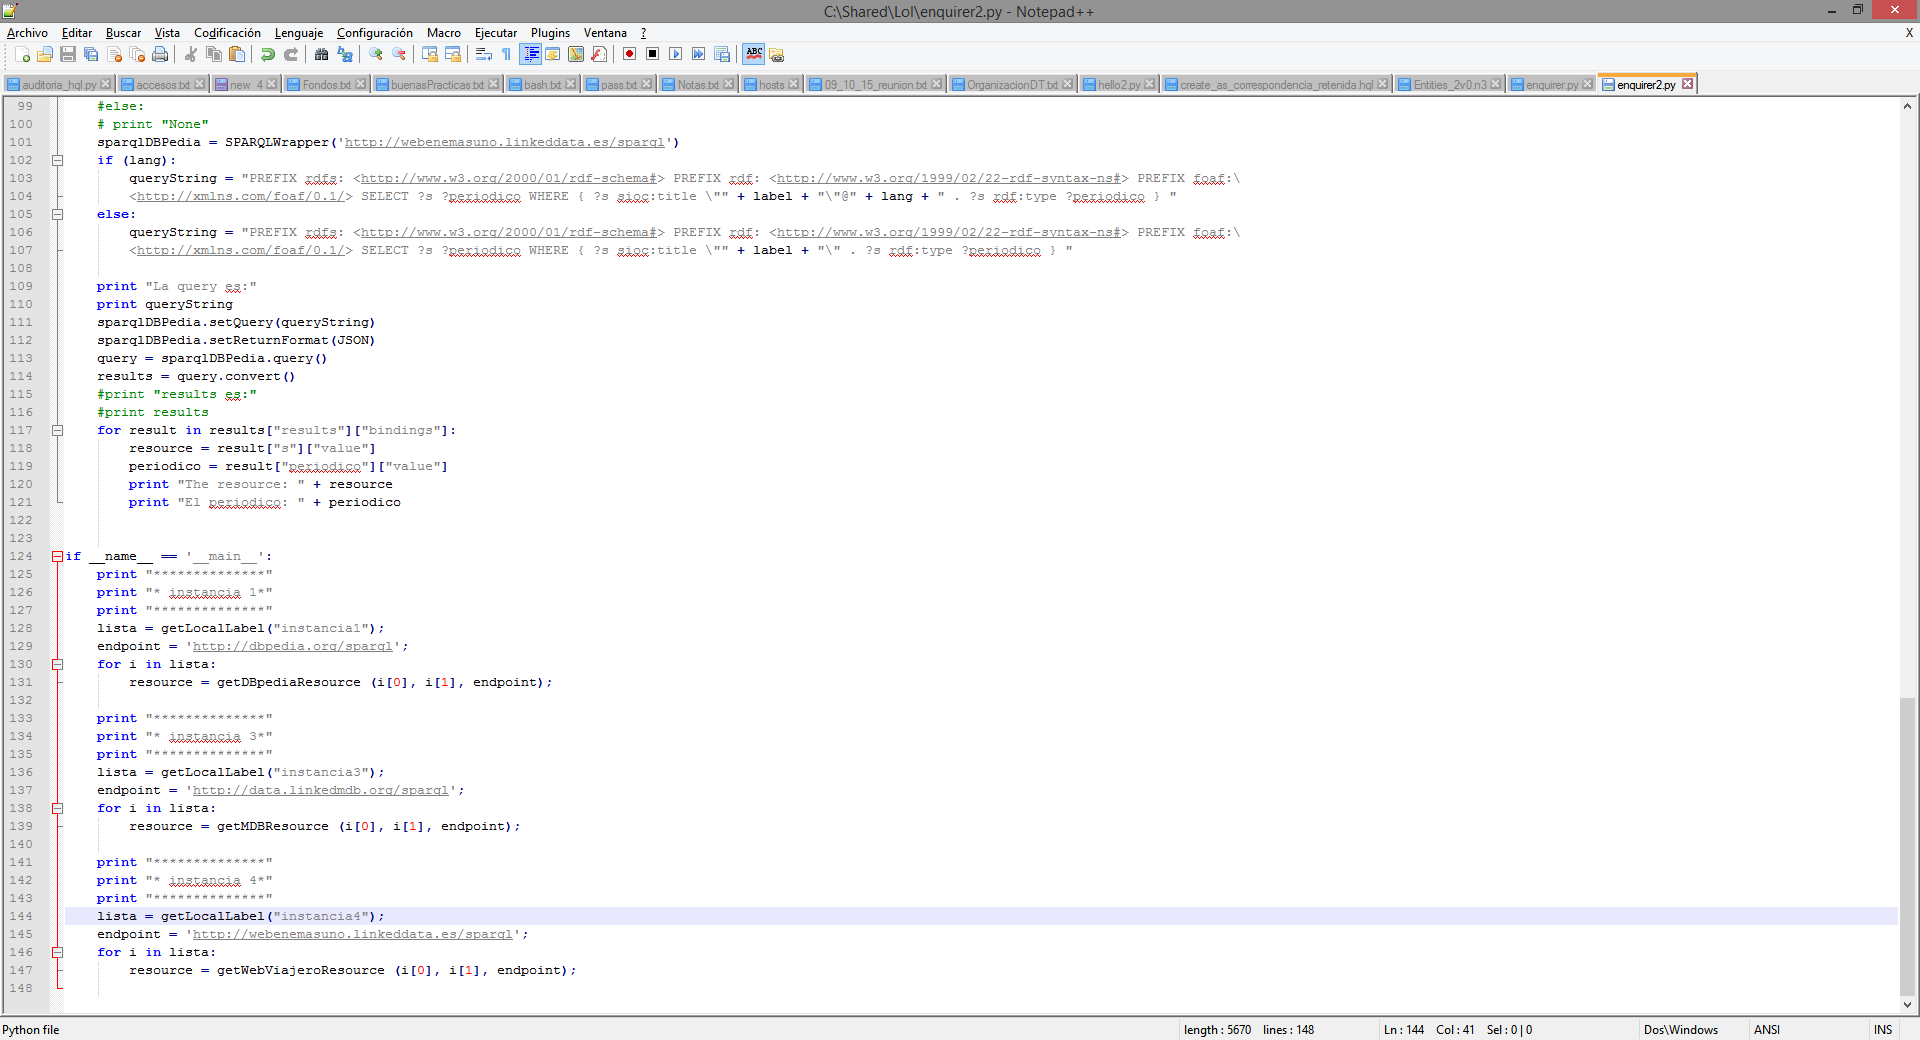 C:\Shared\Lol\enquirer2.py - Notepad++
Archivo Editar Buscar Vista Codificación Lenguaje Configuración Macro Ejecutar Plugins Ventana ? X
auditoria_hql.py accesos.txt new 4 Fondos.txt buenasPracticas.txt bash.txt pass.txt Notas.txt hosts 09_10_15_reunion.txt OrganizacionDT.txt hello2.py create_as_correspondencia_retenida.hql Entities_2v0.n3 enquirer.py enquirer2.py
99 #else:
100 # print "None"
101 sparqlDBPedia = SPARQLWrapper('http://webenemasuno.linkeddata.es/sparql')
102 if (lang):
103 queryString = "PREFIX rdfs: <http://www.w3.org/2000/01/rdf-schema#> PREFIX rdf: <http://www.w3.org/1999/02/22-rdf-syntax-ns#> PREFIX foaf:\
104 <http://xmlns.com/foaf/0.1/> SELECT ?s ?periodico WHERE { ?s sioc:title \"" + label + "\"@" + lang + " . ?s rdf:type ?periodico } "
105 else:
106 queryString = "PREFIX rdfs: <http://www.w3.org/2000/01/rdf-schema#> PREFIX rdf: <http://www.w3.org/1999/02/22-rdf-syntax-ns#> PREFIX foaf:\
107 <http://xmlns.com/foaf/0.1/> SELECT ?s ?periodico WHERE { ?s sioc:title \"" + label + "\" . ?s rdf:type ?periodico } "
108
109 print "La query es:"
110 print queryString
111 sparqlDBPedia.setQuery(queryString)
112 sparqlDBPedia.setReturnFormat(JSON)
113 query = sparqlDBPedia.query()
114 results = query.convert()
115 #print "results es:"
116 #print results
117 for result in results["results"]["bindings"]:
118 resource = result["s"]["value"]
119 periodico = result["periodico"]["value"]
120 print "The resource: " + resource
121 print "El periodico: " + periodico
122
123
124 if __name__ == '__main__':
125 print "**************"
126 print "* instancia 1*"
127 print "**************"
128 lista = getLocalLabel("instancia1");
129 endpoint = 'http://dbpedia.org/sparql';
130 for i in lista:
131 resource = getDBpediaResource (i[0], i[1], endpoint);
132
133 print "**************"
134 print "* instancia 3*"
135 print "**************"
136 lista = getLocalLabel("instancia3");
137 endpoint = 'http://data.linkedmdb.org/sparql';
138 for i in lista:
139 resource = getMDBResource (i[0], i[1], endpoint);
140
141 print "**************"
142 print "* instancia 4*"
143 print "**************"
144 lista = getLocalLabel("instancia4");
145 endpoint = 'http://webenemasuno.linkeddata.es/sparql';
146 for i in lista:
147 resource = getWebViajeroResource (i[0], i[1], endpoint);
148
Python file length : 5670 lines : 148 Ln : 144 Col : 41 Sel : 0 | 0 Dos\Windows ANSI INS